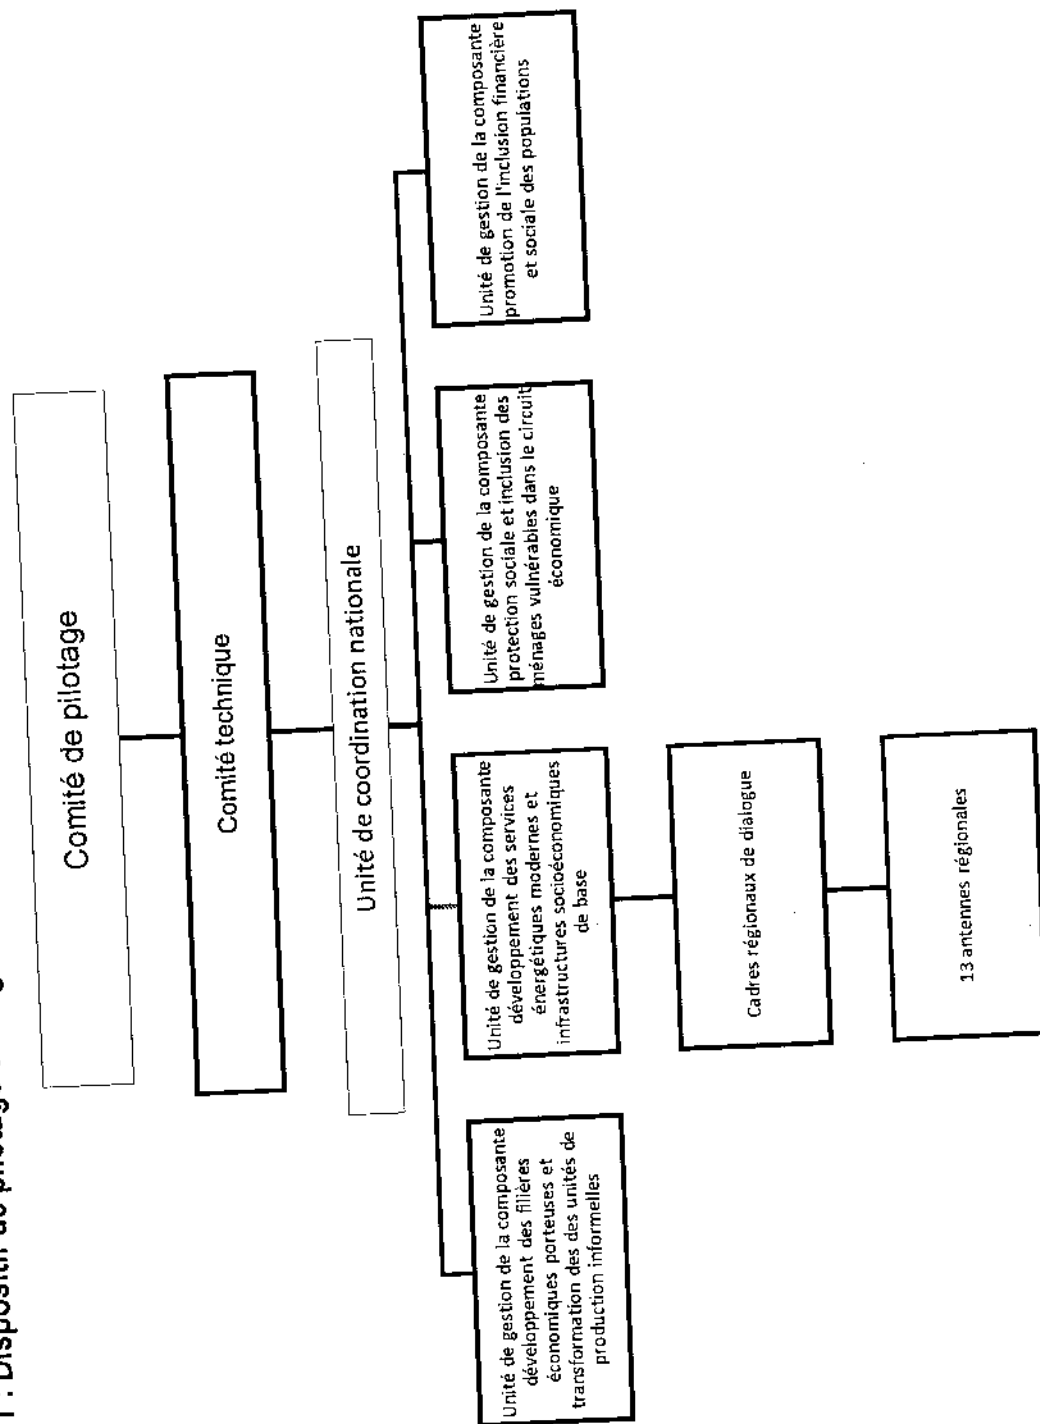 1 : Dispositif de pilotage
Comité de pilotage
Comité technique
Unité de coordination nationale
Unité de gestion de la composante
développement des filières
économiques porteuses et
transformation des des unités de
production informelles
Unité de gestion de la composante
développement des services
énergétiques modernes et
infrastructures socioéconomiques
de base
Unité de gestion de la composante
protection sociale et inclusion des
ménages vulnérables dans le circuit
économique
Unité de gestion de la composante
promotion de l'inclusion financière
et sociale des populations
Cadres régionaux de dialogue
13 antennes régionales